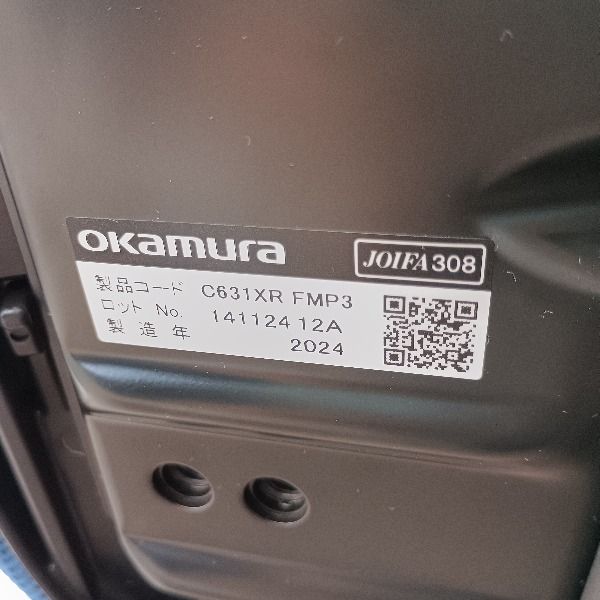 okamura
JOIFA308
製品コード C631XR FMP3
ロット No. 141124 12A
製造年 2024